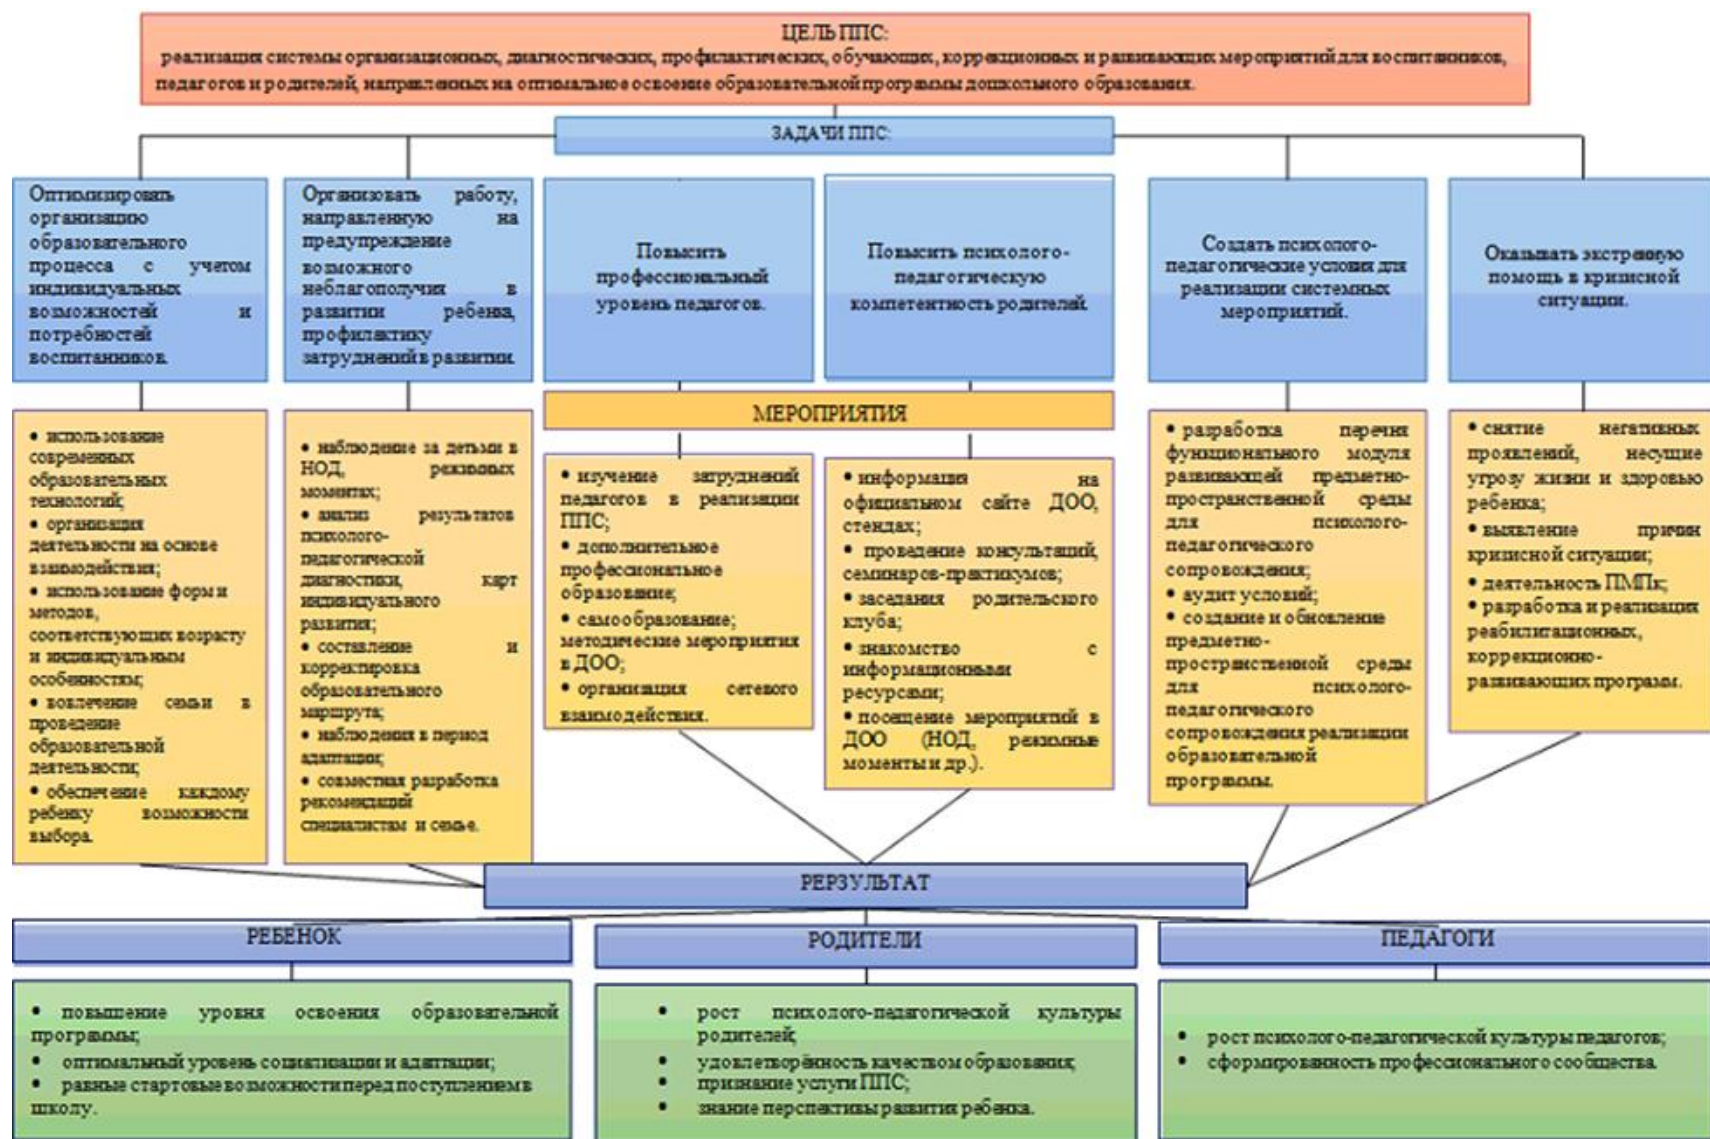 ЦЕЛЬ ППС:
реализация системы организационных, диагностических, профилактических, обучающих, коррекционных и развивающих мероприятий для воспитанников,
педагогов и родителей, направленных на оптимальное освоение образовательной программы дошкольного образования.
ЗАДАЧИ ППС:
Оптимизировать
организацию
образовательного
процесса с учетом
индивидуальных
возможностей и
потребностей
воспитанников.
Организовать работу,
направленную на
предупреждение
возможного
неблагополучия в
развитии ребенка,
профилактику
затруднений в развитии.
Повысить
профессиональный
уровень педагогов.
Повысить психолого-
педагогическую
компетентность родителей.
Создать психолого-
педагогические условия для
реализации системных
мероприятий.
Оказывать экстренную
помощь в кризисной
ситуации.
МЕРОПРИЯТИЯ
• использование
современных
образовательных
технологий;
• организация
деятельности на основе
взаимодействия;
• использование форм и
методов,
соответствующих возрасту
и индивидуальным
особенностям;
• вовлечение семьи в
проведение
образовательной
деятельности;
• обеспечение каждому
ребенку возможности
выбора.
• наблюдение за детьми в
НОД, режимных
моментах;
• анализ результатов
психолого-
педагогической
диагностики, карт
индивидуального
развития;
• составление и
корректировка
образовательного
маршрута;
• наблюдения в период
адаптации;
• совместная разработка
рекомендаций
специалистам и семье.
• изучение затруднений
педагогов в реализации
ППС;
• дополнительное
профессиональное
образование;
• самообразование;
методические мероприятия
в ДОО;
• организация сетевого
взаимодействия.
• информация на
официальном сайте ДОО,
стендах;
• проведение консультаций,
семинаров-практикумов;
• заседания родительского
клуба;
• знакомство с
информационными
ресурсами;
• посещение мероприятий в
ДОО (НОД, режимные
моменты и др.).
• разработка перечня
функционального модуля
развивающей предметно-
пространственной среды
для психолого-
педагогического
сопровождения;
• аудит условий;
• создание и обновление
предметно-
пространственной среды
для психолого-
педагогического
сопровождения реализации
образовательной
программы.
• снятие негативных
проявлений, несущие
угрозу жизни и здоровью
ребенка;
• выявление причин
кризисной ситуации;
• деятельность ПМПк;
• разработка и реализация
реабилитационных,
коррекционно-
развивающих программ.
РЕРЗУЛЬТАТ
РЕБЕНОК
РОДИТЕЛИ
ПЕДАГОГИ
• повышение уровня освоения образовательной
программы;
• оптимальный уровень социализации и адаптации;
• равные стартовые возможности перед поступлением в
школу.
• рост психолого-педагогической культуры
родителей;
• удовлетворённость качеством образования;
• признание услуги ППС;
• знание перспективы развития ребенка.
• рост психолого-педагогической культуры педагогов;
• сформированность профессионального сообщества.